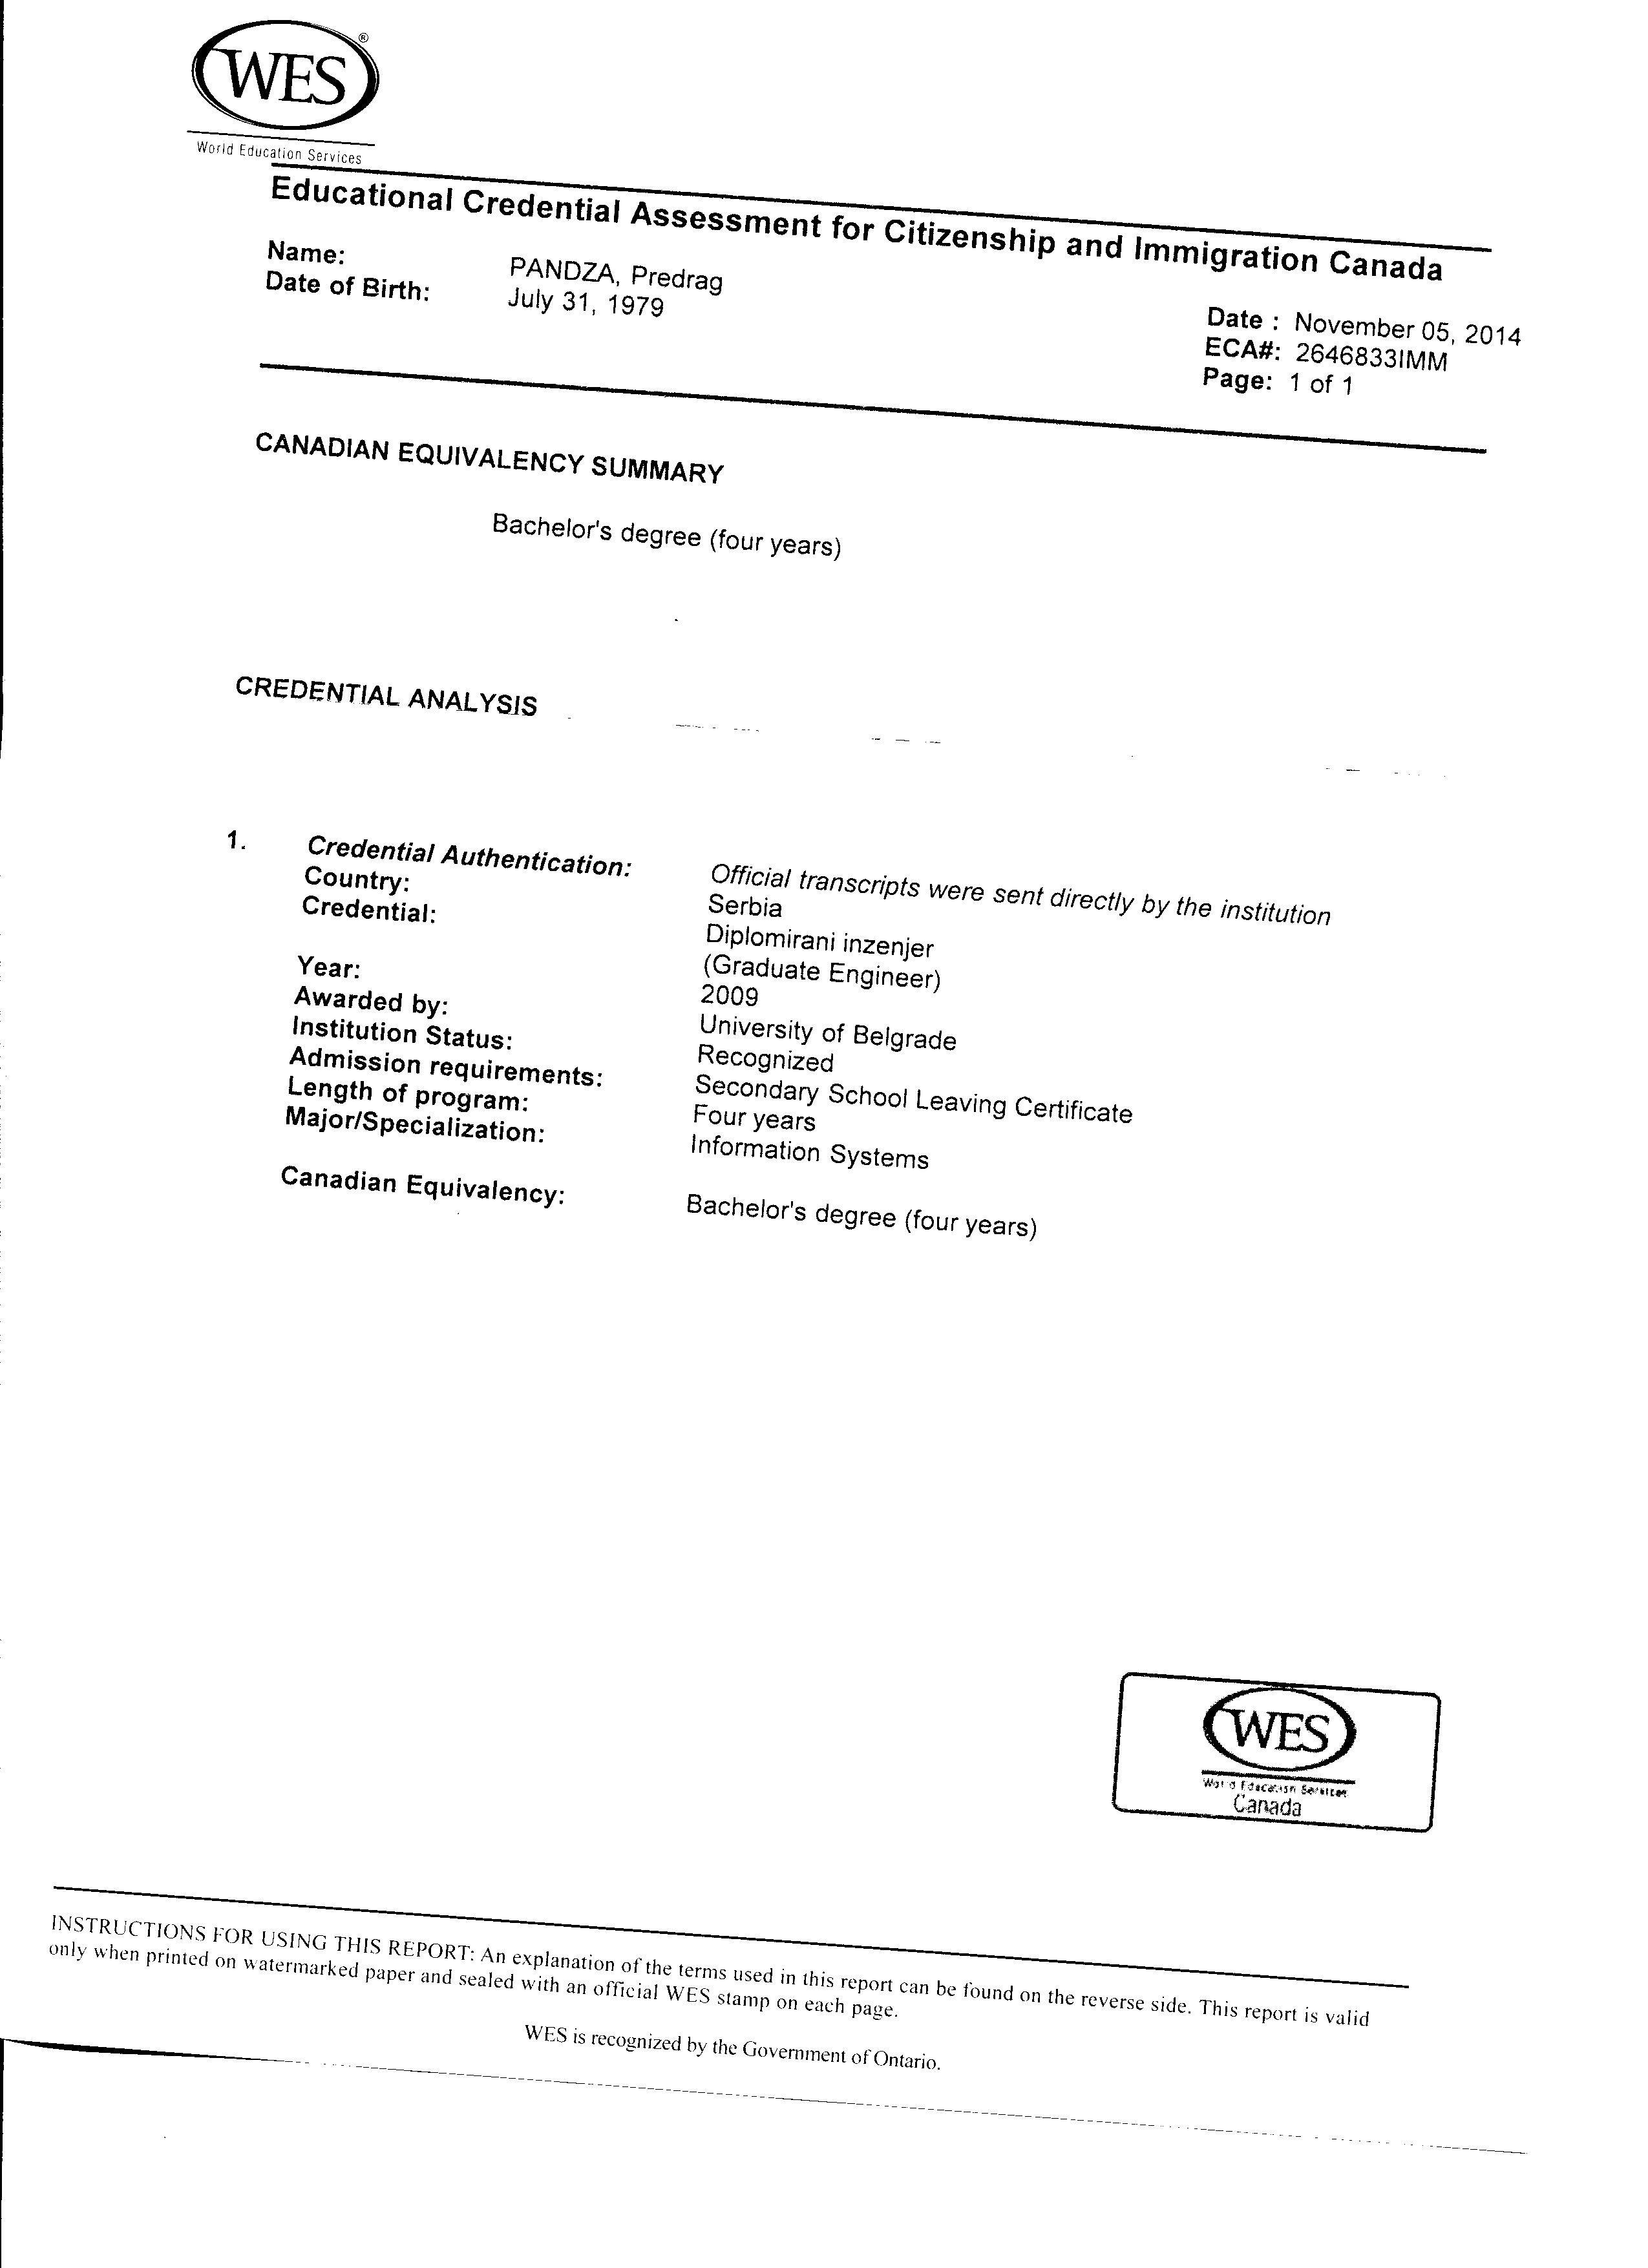 WES®
World Education Services
Educational Credential Assessment for Citizenship and Immigration Canada
Name: PANDZA, Predrag
Date of Birth: July 31, 1979
Date : November 05, 2014
ECA#: 2646833IMM
Page: 1 of 1
CANADIAN EQUIVALENCY SUMMARY
Bachelor's degree (four years)
CREDENTIAL ANALYSIS
1. Credential Authentication: Official transcripts were sent directly by the institution
Country: Serbia
Credential: Diplomirani inzenjer
(Graduate Engineer)
Year: 2009
Awarded by: University of Belgrade
Institution Status: Recognized
Admission requirements: Secondary School Leaving Certificate
Length of program: Four years
Major/Specialization: Information Systems
Canadian Equivalency: Bachelor's degree (four years)
WES
World Education Services
Canada
INSTRUCTIONS FOR USING THIS REPORT: An explanation of the terms used in this report can be found on the reverse side. This report is valid
only when printed on watermarked paper and sealed with an official WES stamp on each page.
WES is recognized by the Government of Ontario.